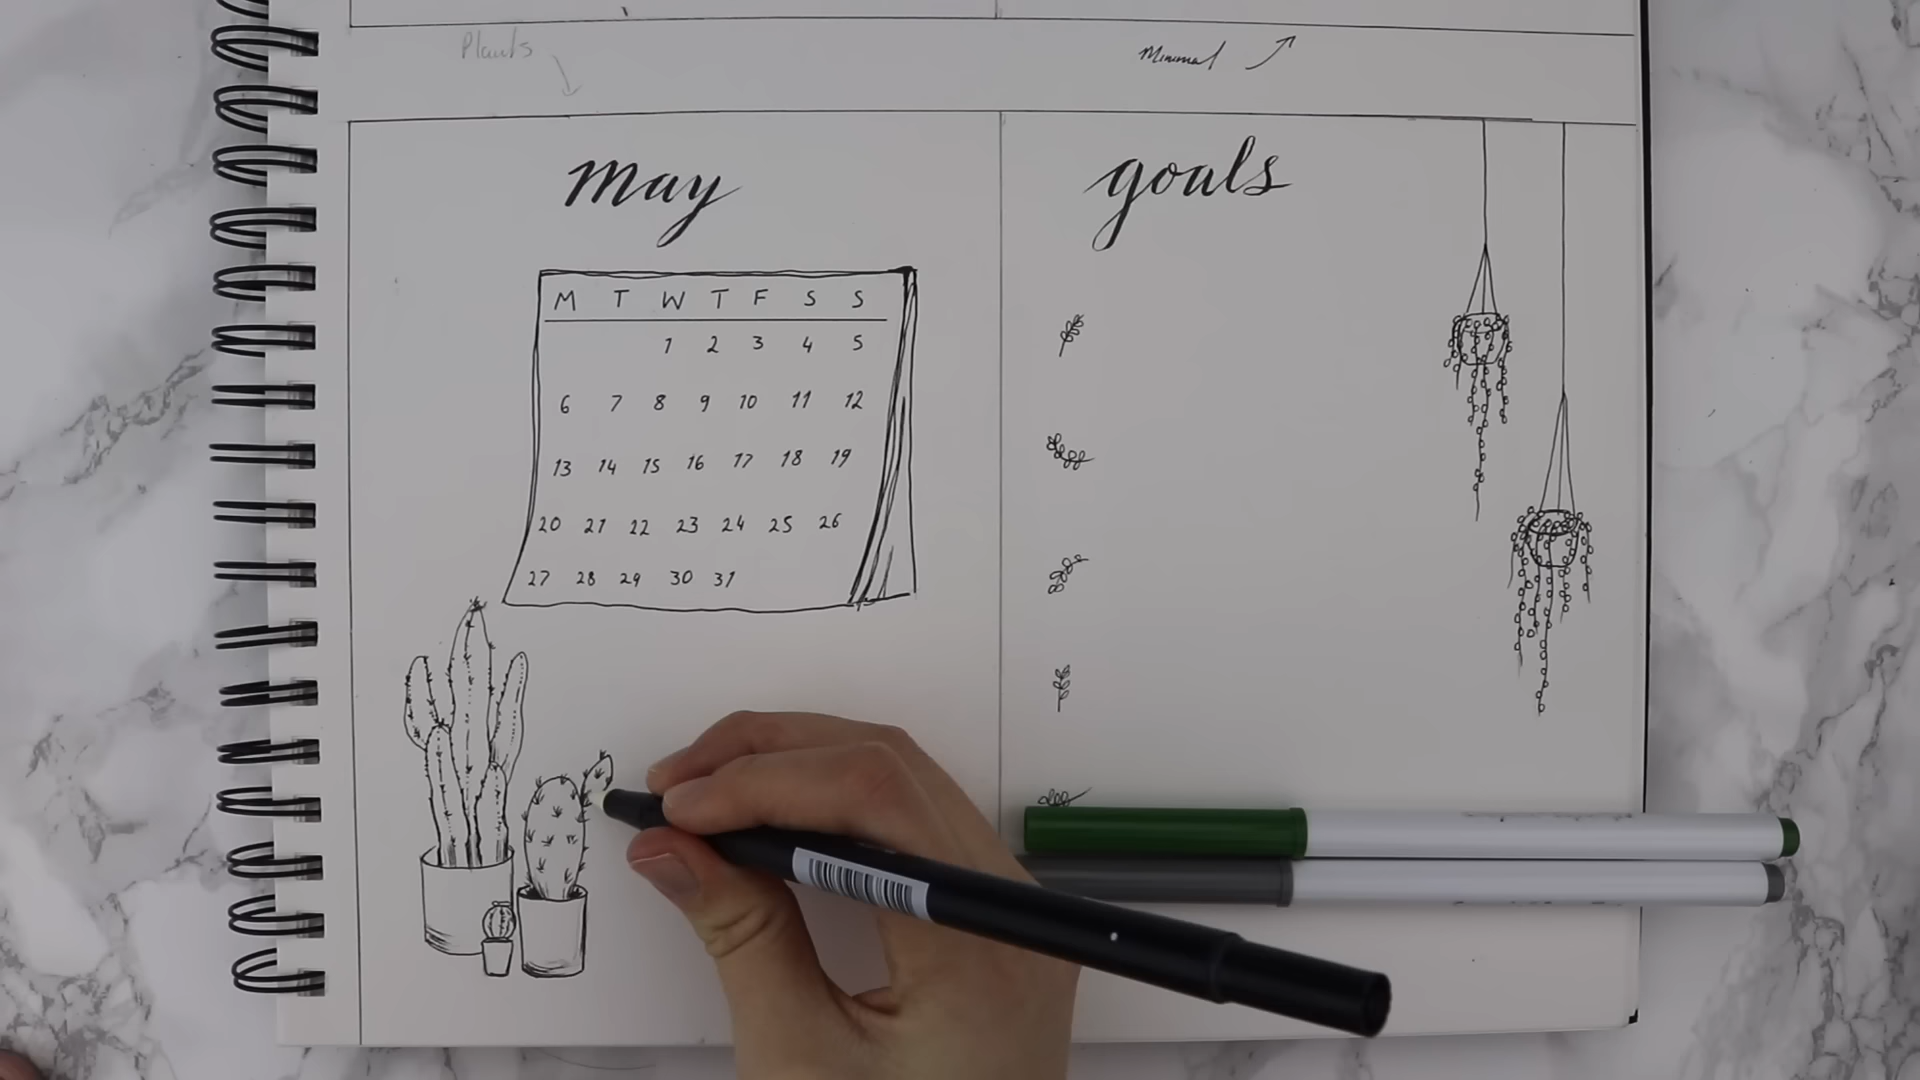 Plants
Minimal
may
goals
M T W T F S S
1 2 3 4 5
6 7 8 9 10 11 12
13 14 15 16 17 18 19
20 21 22 23 24 25 26
27 28 29 30 31